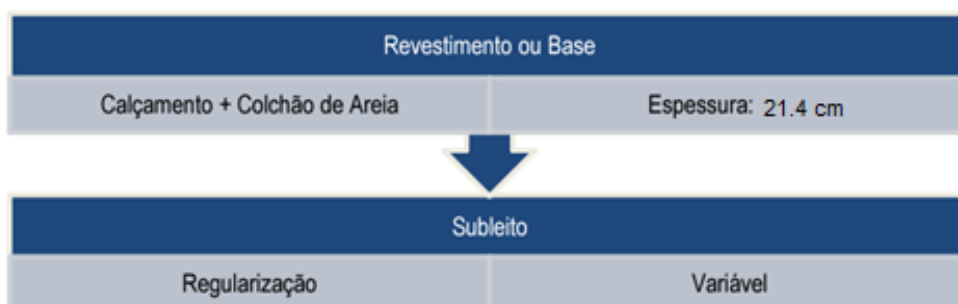 Revestimento ou Base
Calçamento + Colchão de Areia
Espessura: 21.4 cm
Subleito
Regularização
Variável